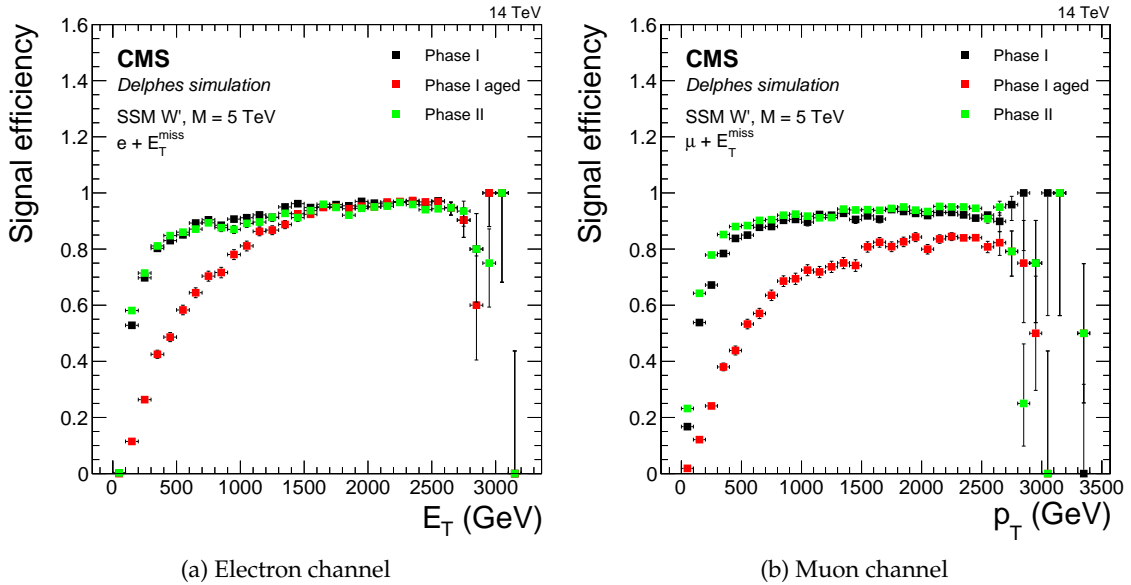 14 TeV
Signal efficiency
1.6
1.4
1.2
1
0.8
0.6
0.4
0.2
0
CMS
Delphes simulation
SSM W', M = 5 TeV
e + E_T^miss
Phase I
Phase I aged
Phase II
0 500 1000 1500 2000 2500 3000
E_T (GeV)
(a) Electron channel
14 TeV
Signal efficiency
1.6
1.4
1.2
1
0.8
0.6
0.4
0.2
0
CMS
Delphes simulation
SSM W', M = 5 TeV
μ + E_T^miss
Phase I
Phase I aged
Phase II
0 500 1000 1500 2000 2500 3000 3500
p_T (GeV)
(b) Muon channel